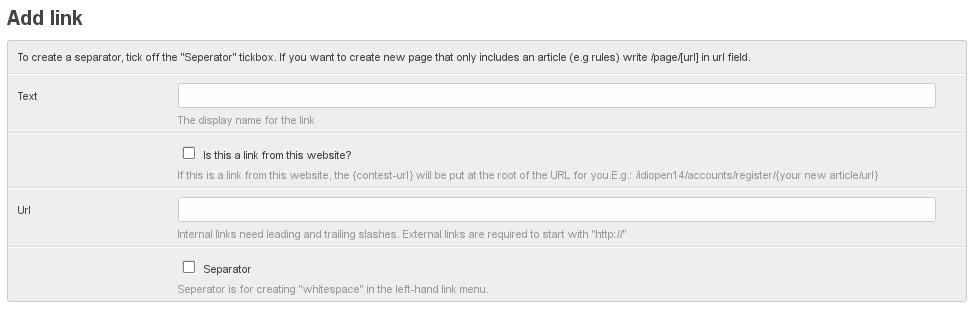 Add link
To create a separator, tick off the "Seperator" tickbox. If you want to create new page that only includes an article (e.g rules) write /page/[url] in url field.
Text
The display name for the link
Is this a link from this website?
If this is a link from this website, the {contest-url} will be put at the root of the URL for you.E.g.: /idiopen14/accounts/register/{your new article/url}
Url
Internal links need leading and trailing slashes. External links are required to start with "http://"
Separator
Seperator is for creating "whitespace" in the left-hand link menu.